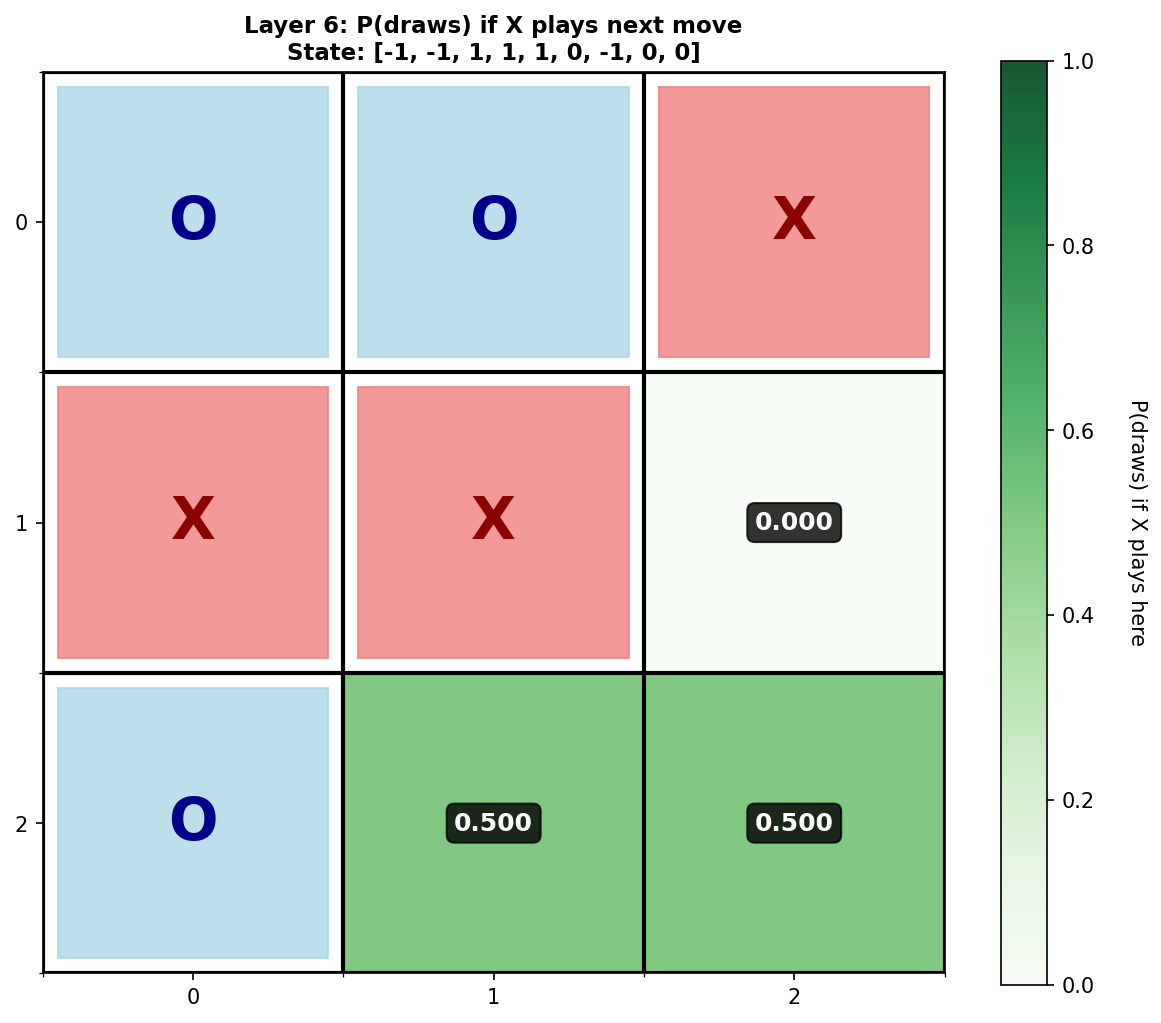 Layer 6: P(draws) if X plays next move
State: [-1, -1, 1, 1, 1, 0, -1, 0, 0]
0
O
O
X
1
X
X
0.000
2
O
0.500
0.500
0
1
2
1.0
0.8
0.6
0.4
0.2
0.0
P(draws) if X plays here